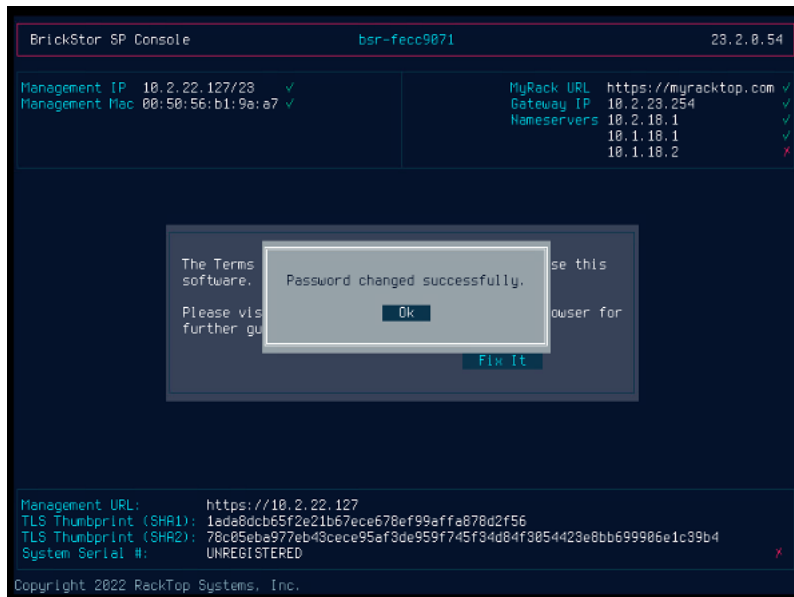 BrickStor SP Console bsr-fecc9071 23.2.0.54
Management IP 10.2.22.127/23 ✓
Management Mac 00:50:56:b1:9a:a7 ✓
MyRack URL https://myracktop.com ✓
Gateway IP 10.2.23.254 ✓
Nameservers 10.2.18.1 ✓
10.1.18.1 ✓
10.1.18.2 ✗
The Terms se this
software.
Password changed successfully.
Please vis owser for
Ok
further gu
Fix It
Management URL: https://10.2.22.127
TLS Thumbprint (SHA1): 1ada8dcb65f2e21b67ece678ef99affa878d2f56
TLS Thumbprint (SHA2): 78c05eba977eb43cece95af3de959f745f34d84f3054423e8bb699906e1c39b4
System Serial #: UNREGISTERED ✗
Copyright 2022 RackTop Systems, Inc.